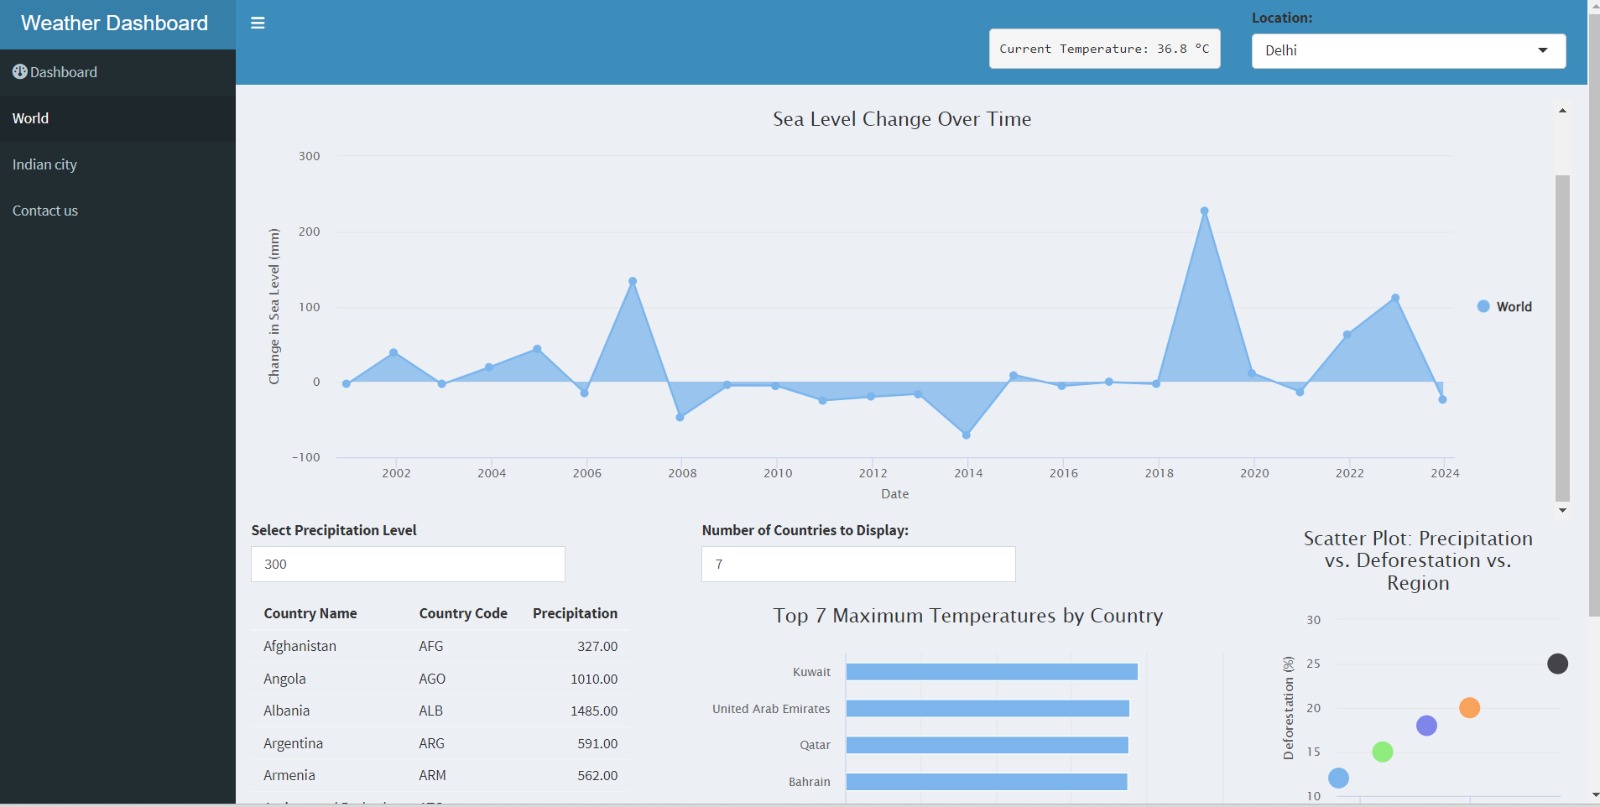 Weather Dashboard
Dashboard
World
Indian city
Contact us
Current Temperature: 36.8 °C
Location:
Delhi
Sea Level Change Over Time
300
200
100
0
-100
Change in Sea Level (mm)
2002 2004 2006 2008 2010 2012 2014 2016 2018 2020 2022 2024
Date
World
Select Precipitation Level
300
Country Name Country Code Precipitation
Afghanistan AFG 327.00
Angola AGO 1010.00
Albania ALB 1485.00
Argentina ARG 591.00
Armenia ARM 562.00
Number of Countries to Display:
7
Top 7 Maximum Temperatures by Country
Kuwait
United Arab Emirates
Qatar
Bahrain
Scatter Plot: Precipitation
vs. Deforestation vs.
Region
30
25
20
15
10
Deforestation (%)